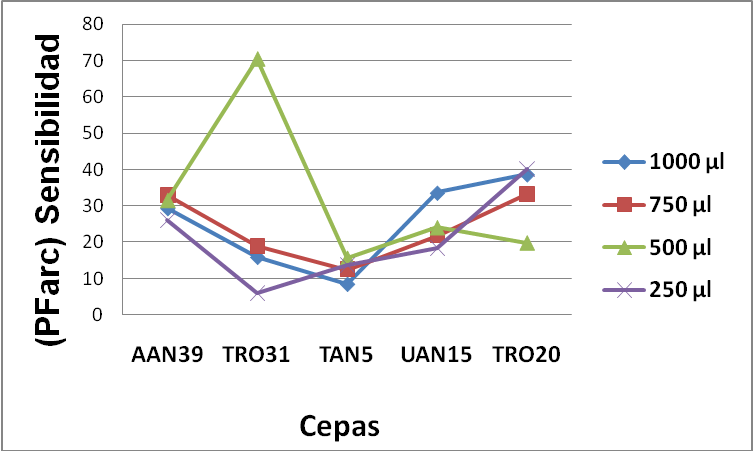 (PFarc) Sensibilidad
80
70
60
50
40
30
20
10
0
AAN39 TRO31 TAN5 UAN15 TRO20
Cepas
1000 µl
750 µl
500 µl
250 µl